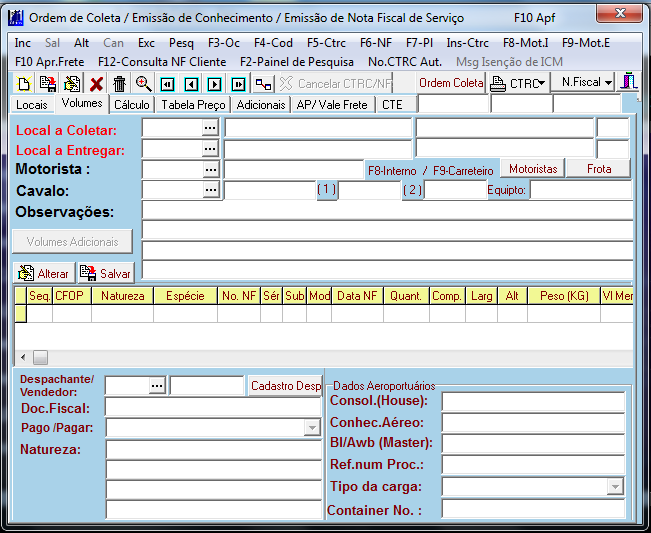 Ordem de Coleta / Emissão de Conhecimento / Emissão de Nota Fiscal de Serviço F10 Apf
Inc Sal Alt Can Exc Pesq F3-Oc F4-Cod F5-Ctrc F6-NF F7-Pl Ins-Ctrc F8-Mot.I F9-Mot.E
F10 Apr.Frete F12-Consulta NF Cliente F2-Painel de Pesquisa No.CTRC Aut. Msg Isenção de ICM
Cancelar CTRC/NF Ordem Coleta CTRC N.Fiscal
Locais Volumes Cálculo Tabela Preço Adicionais AP/Vale Frete CTE
Local a Coletar: ...
Local a Entregar: ...
Motorista : ... F8-Interno / F9-Carreteiro Motoristas Frota
Cavalo: ... ( 1 ) ( 2 ) Equipto:
Observações:
Volumes Adicionais
Alterar Salvar
Seq. CFOP Natureza Espécie No. NF Sér Sub Mod Data NF Quant. Comp. Larg Alt Peso (KG) Vl Mer
Despachante/
Vendedor: ... Cadastro Desp
Doc.Fiscal:
Pago /Pagar:
Natureza:
Dados Aeroportuários
Consol.(House):
Conhec.Aéreo:
Bl/Awb (Master):
Ref.num Proc.:
Tipo da carga:
Container No. :